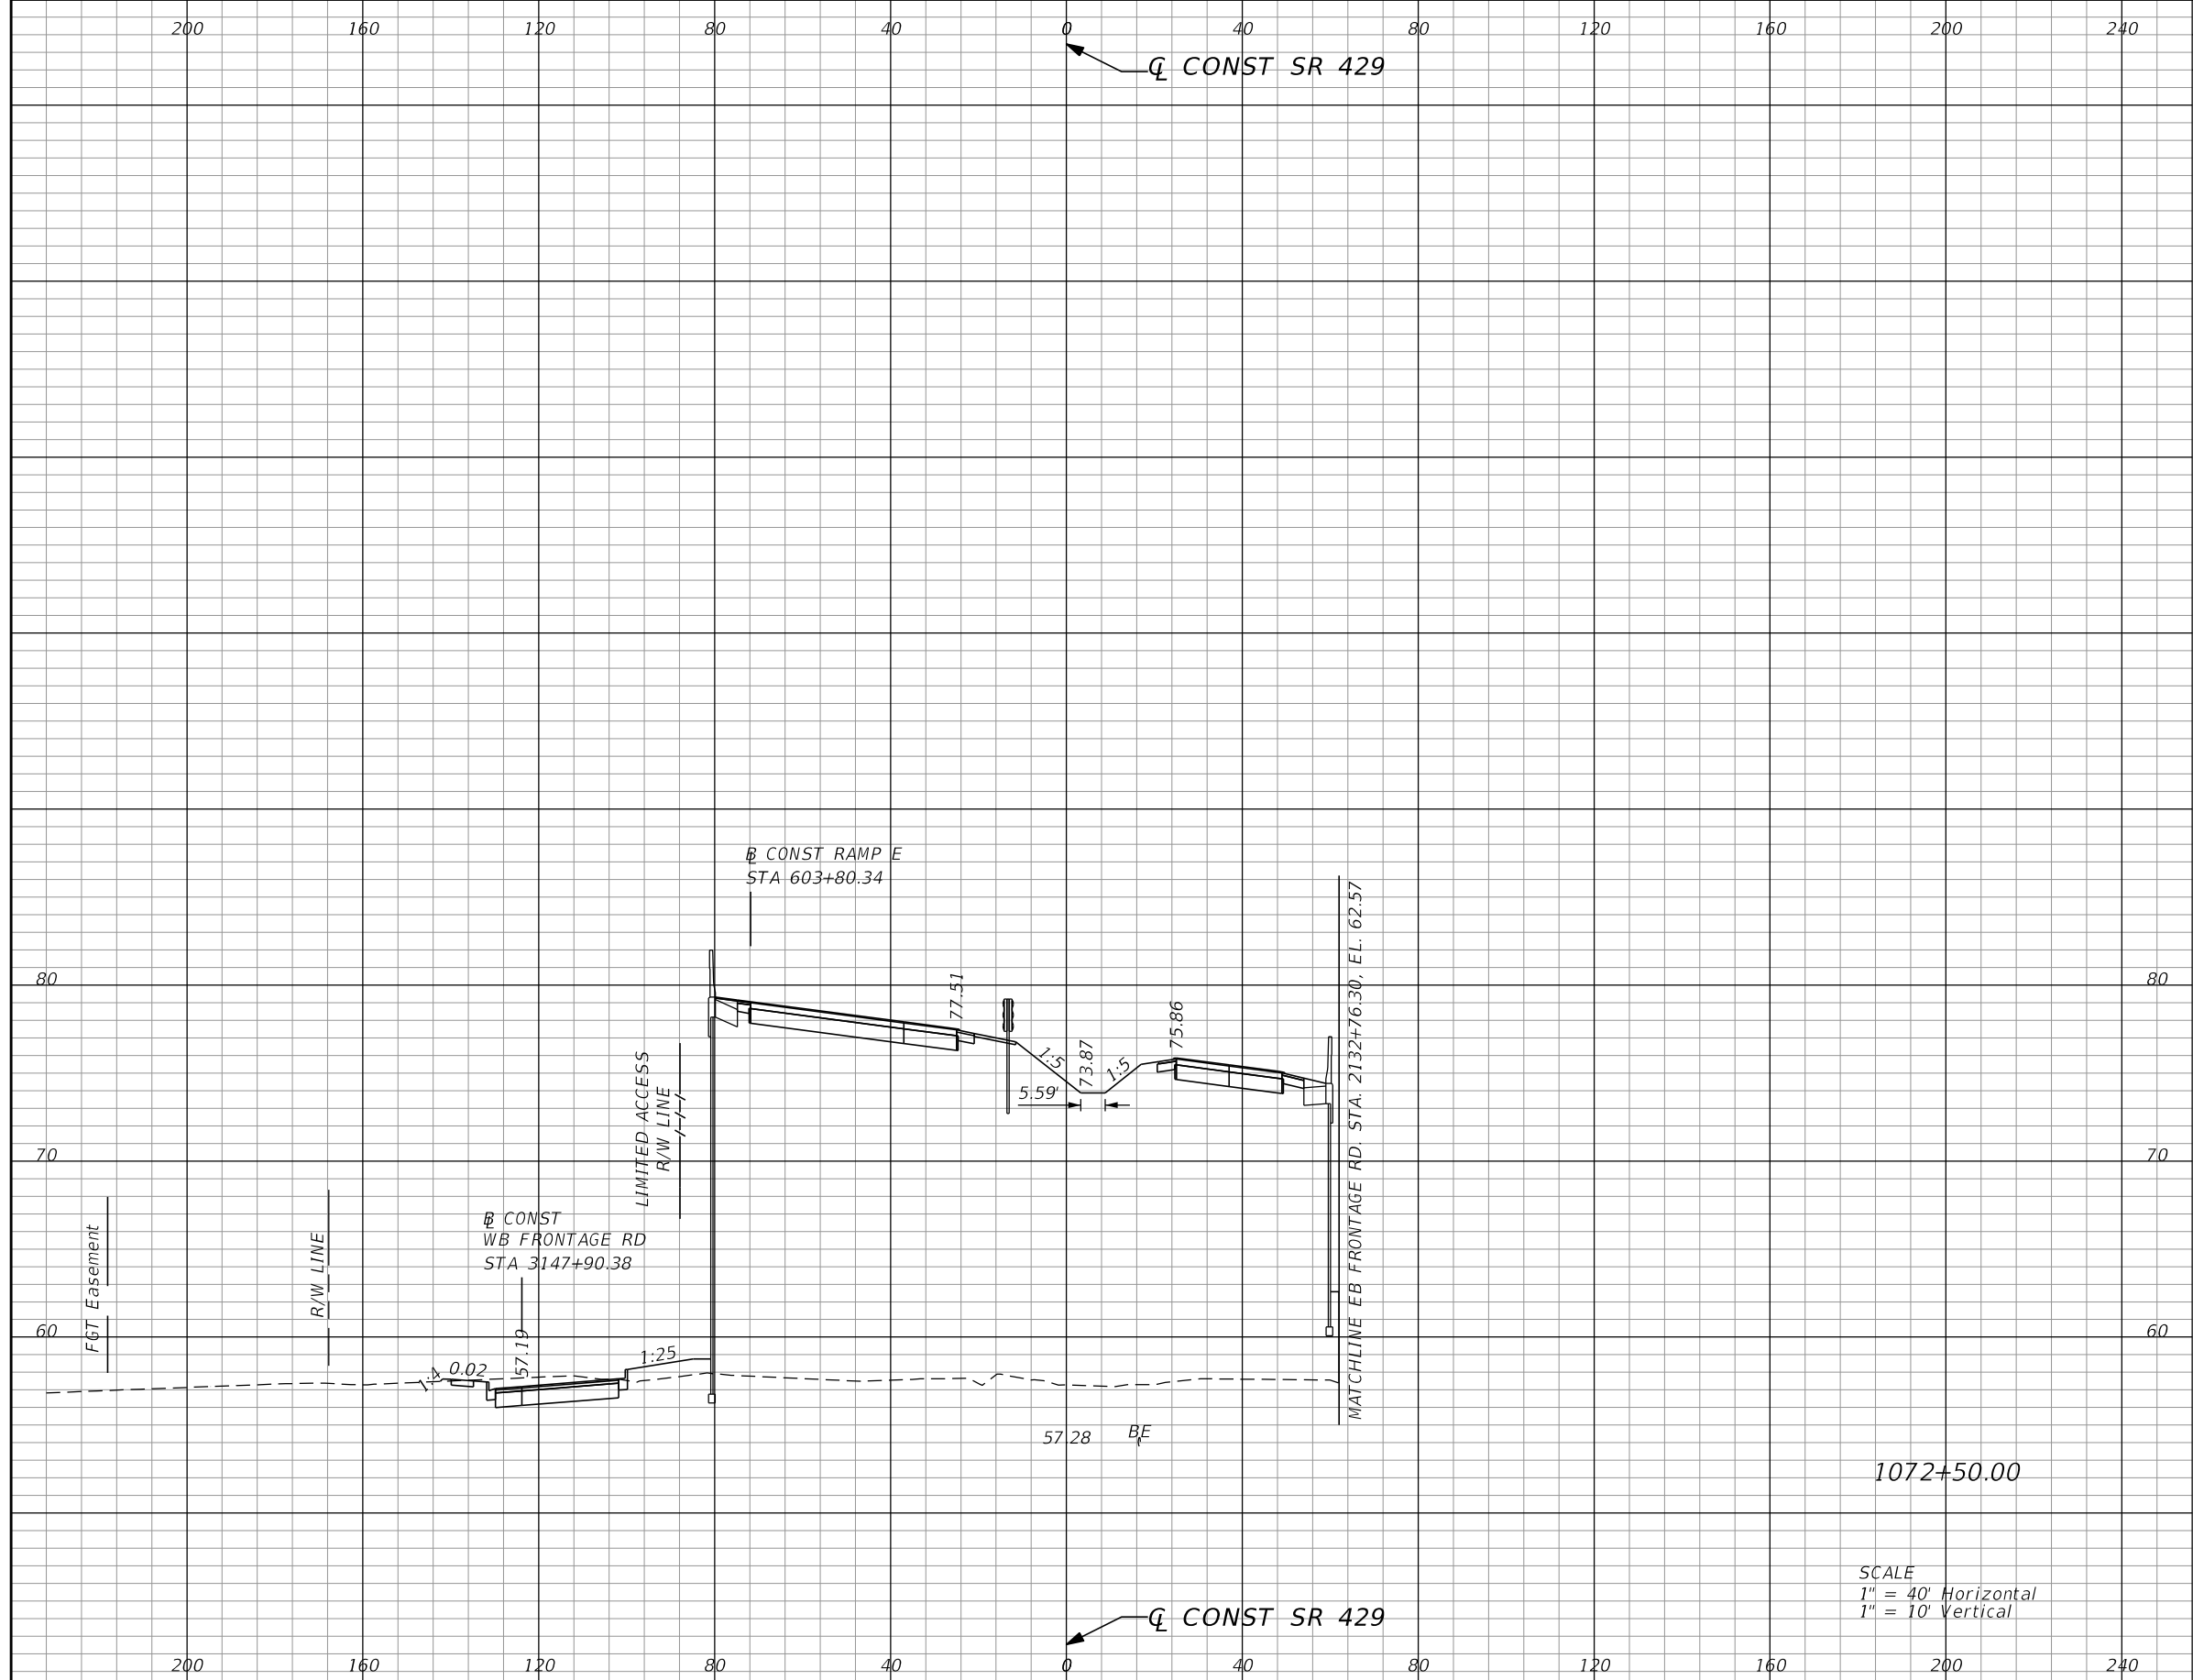 200 160 120 80 40 0 40 80 120 160 200 240
℄ CONST SR 429
BL CONST RAMP E
STA 603+80.34
80 80
77.51
75.86
1:5
73.87
1:5
5.59'
LIMITED ACCESS
R/W LINE
MATCHLINE EB FRONTAGE RD. STA. 2132+76.30, EL. 62.57
70 70
FGT Easement
R/W LINE
BL CONST
WB FRONTAGE RD
STA 3147+90.38
60 60
57.19
1:4
0.02
1:25
57.28
BE
1072+50.00
SCALE
1" = 40' Horizontal
1" = 10' Vertical
℄ CONST SR 429
200 160 120 80 40 0 40 80 120 160 200 240